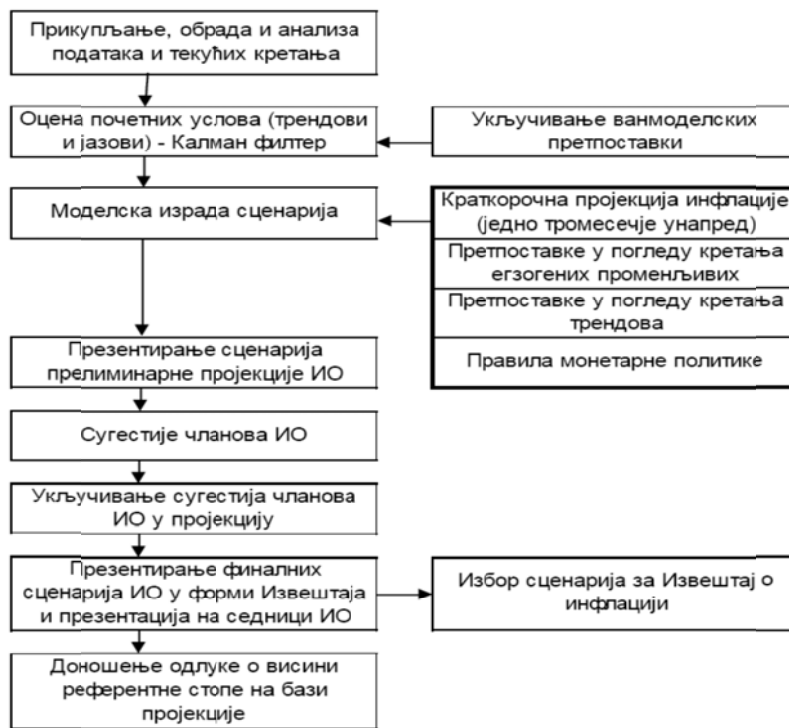 Прикупљање, обрада и анализа
података и текућих кретања
Оцена почетних услова (трендови
и јазови) - Калман филтер
Укључивање ванмоделских
претпоставки
Моделска израда сценарија
Краткорочна пројекција инфлације
(једно тромесечје унапред)
Претпоставке у погледу кретања
егзогених променљивих
Претпоставке у погледу кретања
трендова
Правила монетарне политике
Презентирање сценарија
прелиминарне пројекције ИО
Сугестије чланова ИО
Укључивање сугестија чланова
ИО у пројекцију
Презентирање финалних
сценарија ИО у форми Извештаја
и презентација на седници ИО
Избор сценарија за Извештај о
инфлацији
Доношење одлуке о висини
референтне стопе на бази
пројекције